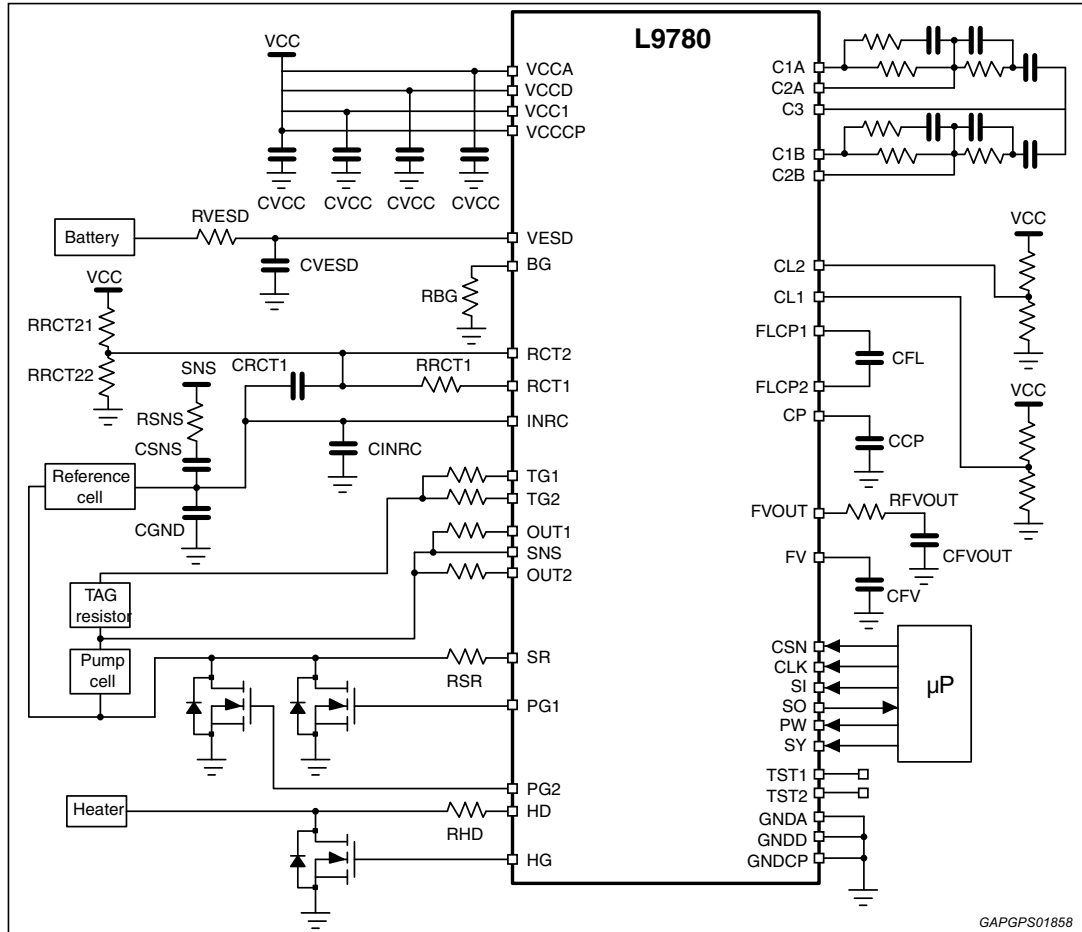 L9780
VCC
VCCA
VCCD
VCC1
VCCCP
CVCC CVCC CVCC CVCC
Battery
RVESD
CVESD
VESD
BG
RBG
VCC
RRCT21
RRCT22
CRCT1
RRCT1
RCT2
RCT1
INRC
SNS
RSNS
CSNS
CINRC
Reference
cell
CGND
TG1
TG2
OUT1
SNS
OUT2
TAG
resistor
Pump
cell
SR
RSR
PG1
PG2
Heater
HD
RHD
HG
C1A
C2A
C3
C1B
C2B
VCC
CL2
CL1
FLCP1
CFL
FLCP2
VCC
CP
CCP
FVOUT
RFVOUT
CFVOUT
FV
CFV
CSN
CLK
SI
SO
PW
SY
µP
TST1
TST2
GNDA
GNDD
GNDCP
GAPGPS01858